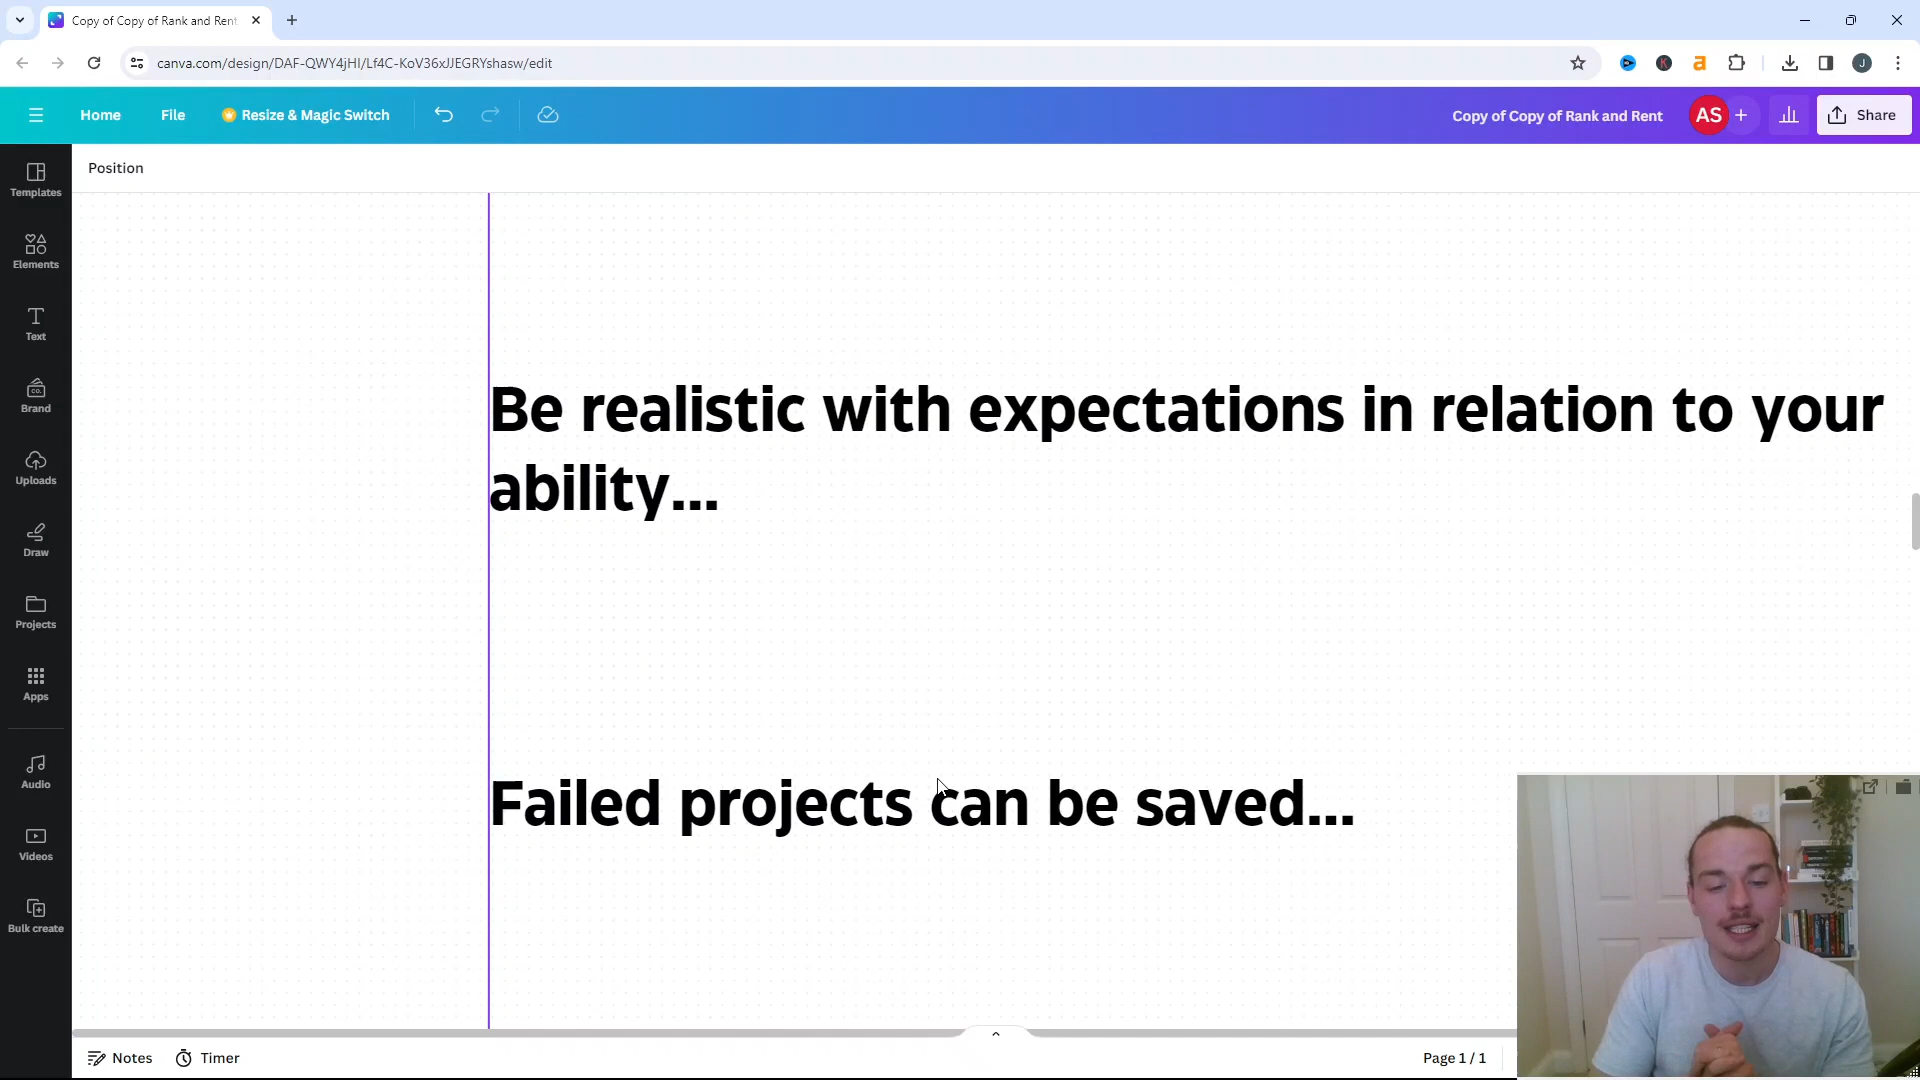 Copy of Copy of Rank and Rent
canva.com/design/DAF-QWY4jHI/Lf4C-KoV36xJJEGRYshasw/edit
J
Home
File
Resize & Magic Switch
Copy of Copy of Rank and Rent
AS
Share
Position
Templates
Elements
Text
Brand
Uploads
Draw
Projects
Apps
Audio
Videos
Bulk create
Be realistic with expectations in relation to your
ability...
Failed projects can be saved...
Notes
Timer
Page 1 / 1